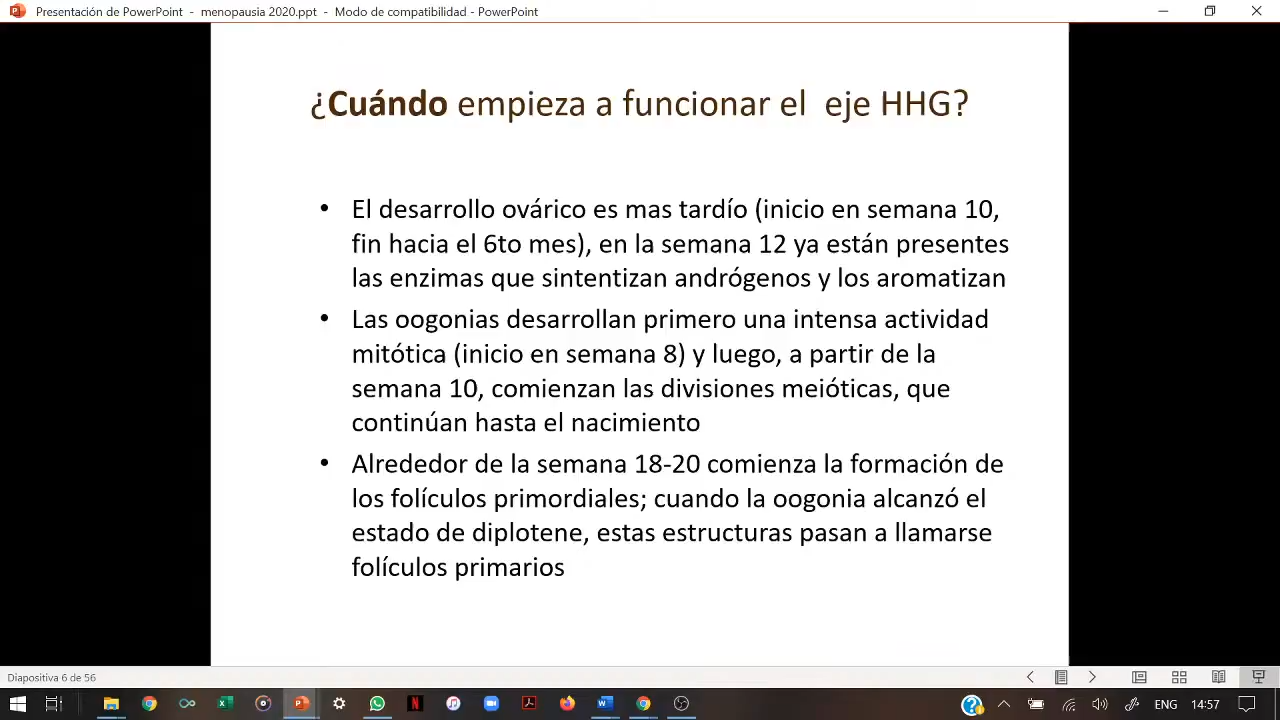 Presentación de PowerPoint - menopausia 2020.ppt - Modo de compatibilidad - PowerPoint
¿Cuándo empieza a funcionar el eje HHG?
• El desarrollo ovárico es mas tardío (inicio en semana 10,
fin hacia el 6to mes), en la semana 12 ya están presentes
las enzimas que sintentizan andrógenos y los aromatizan
• Las oogonias desarrollan primero una intensa actividad
mitótica (inicio en semana 8) y luego, a partir de la
semana 10, comienzan las divisiones meióticas, que
continúan hasta el nacimiento
• Alrededor de la semana 18-20 comienza la formación de
los folículos primordiales; cuando la oogonia alcanzó el
estado de diplotene, estas estructuras pasan a llamarse
folículos primarios
Diapositiva 6 de 56
ENG 14:57